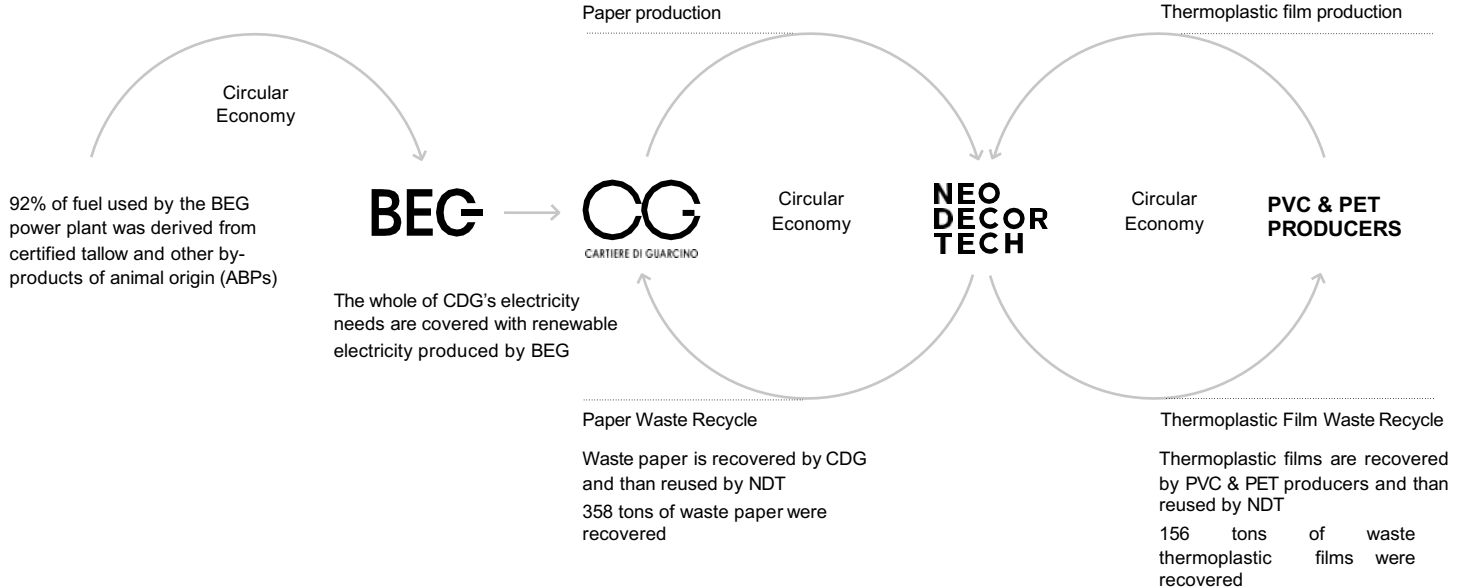 Paper production
Thermoplastic film production
Circular
Economy
92% of fuel used by the BEG
power plant was derived from
certified tallow and other by-
products of animal origin (ABPs)
BEG
The whole of CDG's electricity
needs are covered with renewable
electricity produced by BEG
CG
CARTIERE DI GUARCINO
Circular
Economy
NEO
DECOR
TECH
Circular
Economy
PVC & PET
PRODUCERS
Paper Waste Recycle
Waste paper is recovered by CDG
and than reused by NDT
358 tons of waste paper were
recovered
Thermoplastic Film Waste Recycle
Thermoplastic films are recovered
by PVC & PET producers and than
reused by NDT
156 tons of waste
thermoplastic films were
recovered